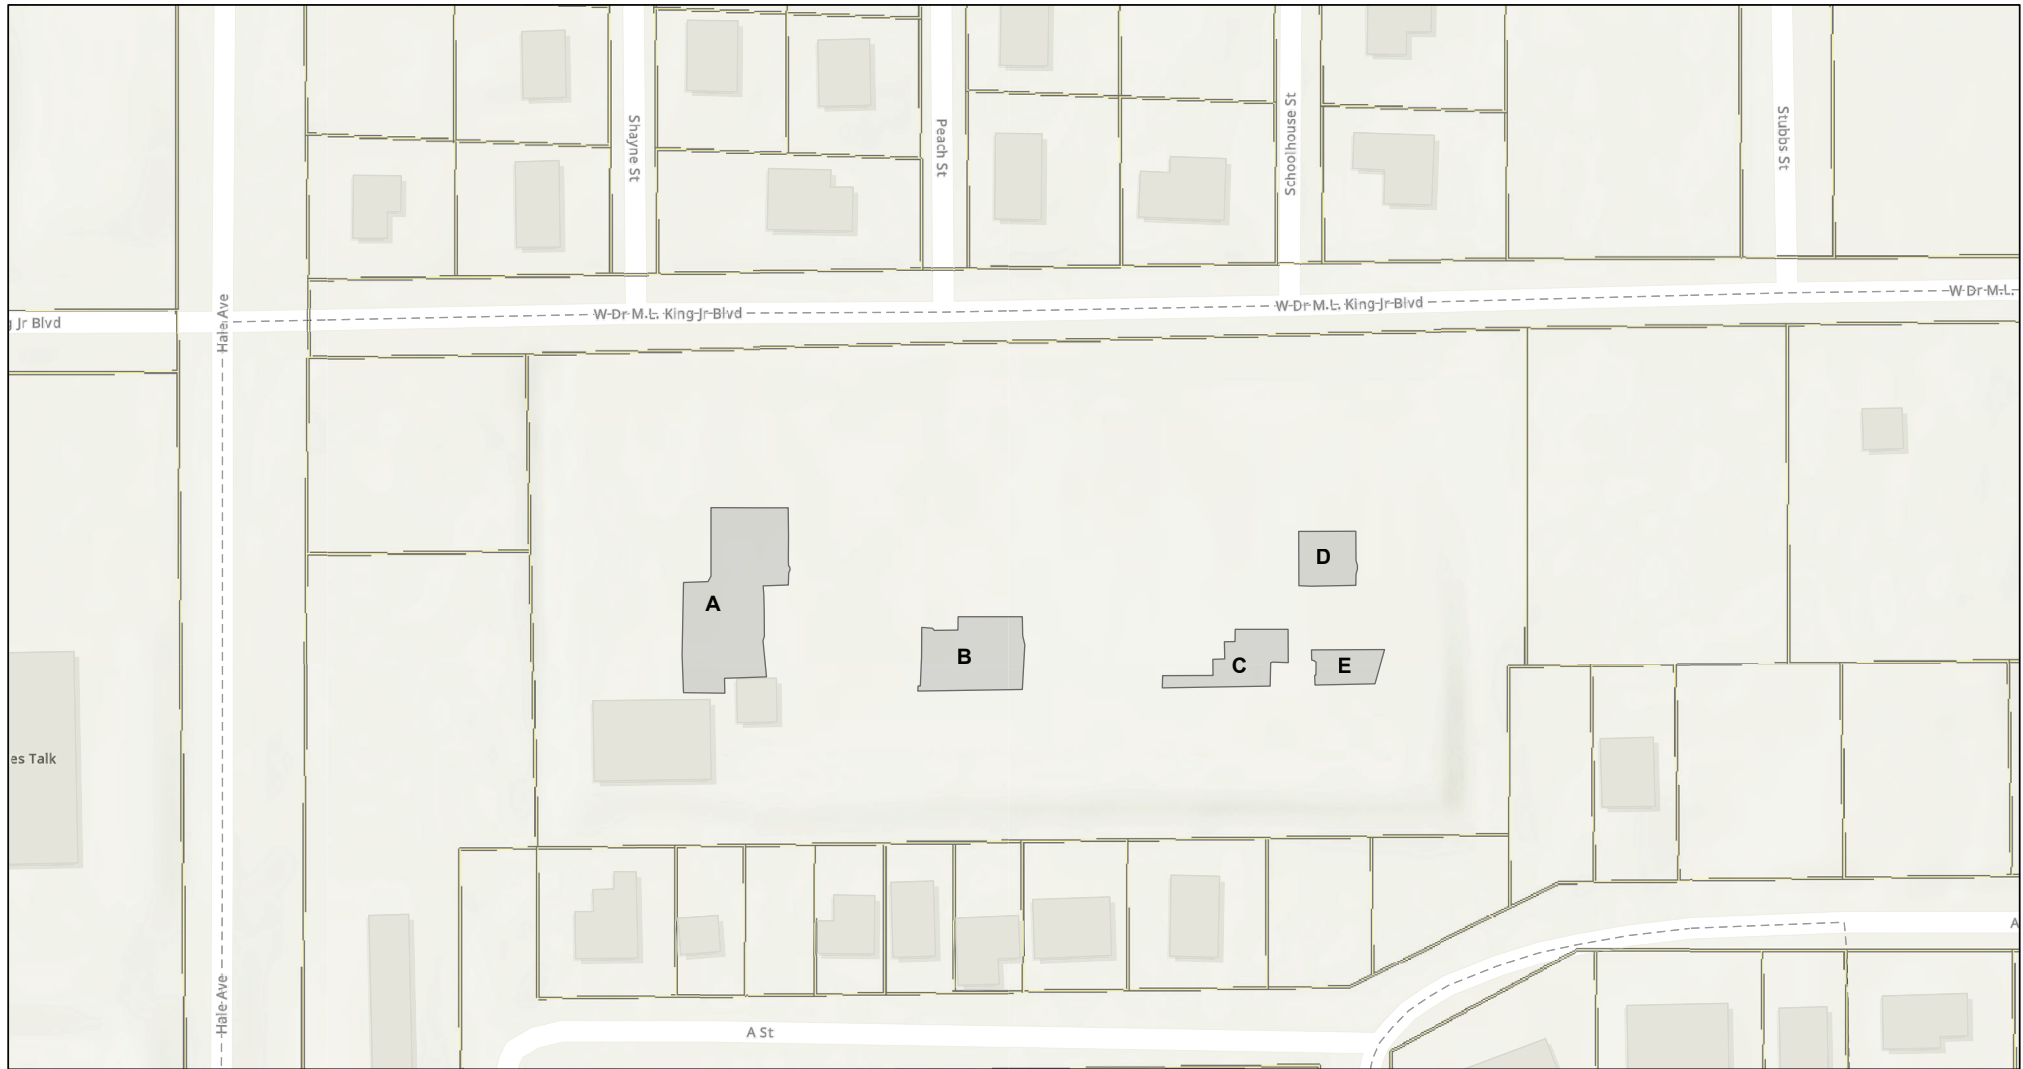 Shayne St
Peach St
Schoolhouse St
Stubbs St
Hale Ave
Jr Blvd
W Dr M.L. King Jr Blvd
W Dr M.L. King Jr Blvd
W Dr M.L.
A
B
C
D
E
es Talk
Hale Ave
A St
A